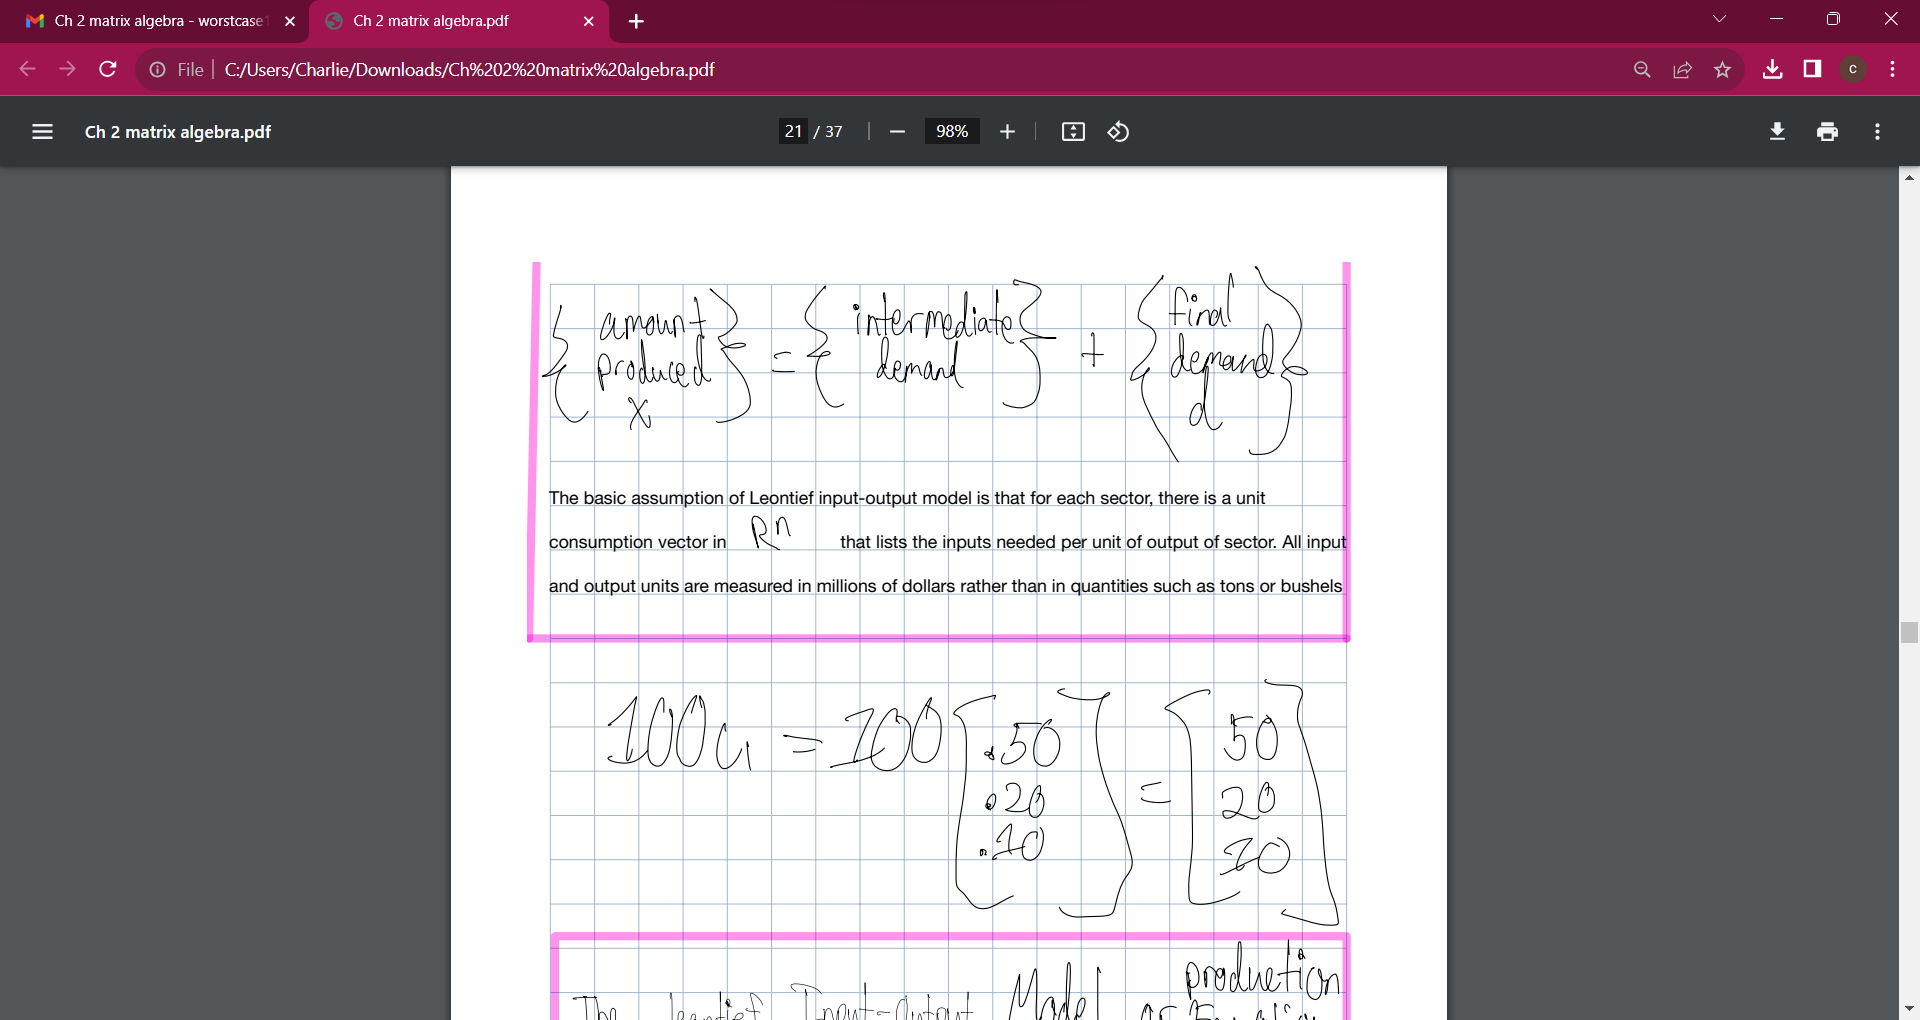 Ch 2 matrix algebra - worstcase1
Ch 2 matrix algebra.pdf
File
C:/Users/Charlie/Downloads/Ch%202%20matrix%20algebra.pdf
c
Ch 2 matrix algebra.pdf
21 / 37
98%
{ amount produced x } = { intermediate demand } + { final demand d }
The basic assumption of Leontief input-output model is that for each sector, there is a unit
consumption vector in Rⁿ that lists the inputs needed per unit of output of sector. All input
and output units are measured in millions of dollars rather than in quantities such as tons or bushels
100c₁ = 100 [ .50 .20 .10 ] = [ 50 20 10 ]
production
The Leontief Input-Output Model or